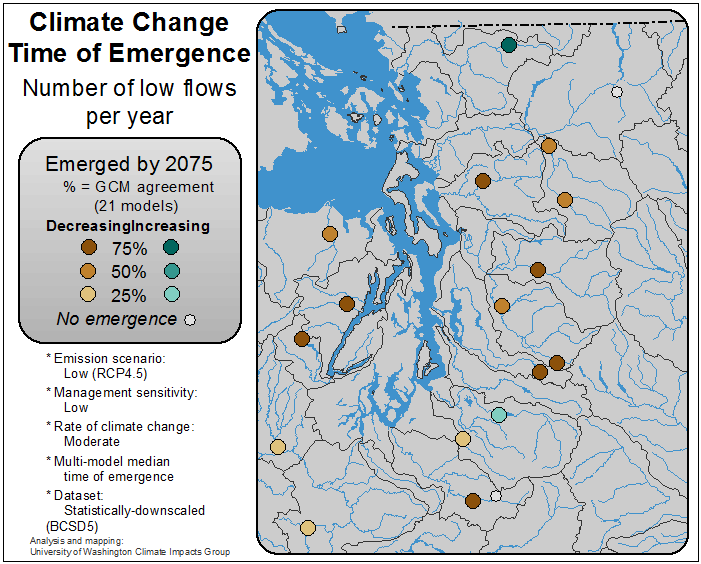 Climate Change
Time of Emergence
Number of low flows
per year
Emerged by 2075
% = GCM agreement
(21 models)
DecreasingIncreasing
75%
50%
25%
No emergence
* Emission scenario:
Low (RCP4.5)
* Management sensitivity:
Low
* Rate of climate change:
Moderate
* Multi-model median
time of emergence
* Dataset:
Statistically-downscaled
(BCSD5)
Analysis and mapping:
University of Washington Climate Impacts Group